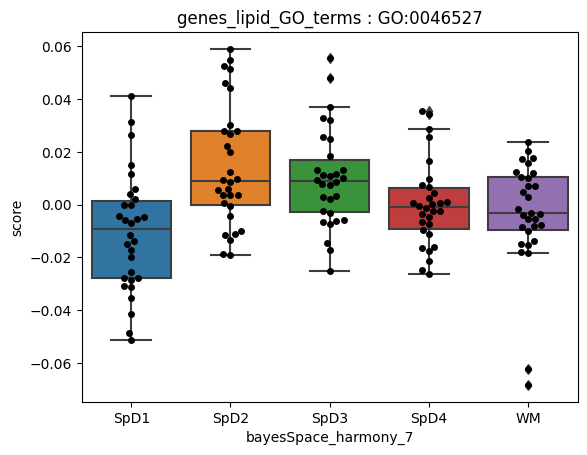 genes_lipid_GO_terms : GO:0046527
0.06
0.04
0.02
0.00
−0.02
−0.04
−0.06
score
SpD1 SpD2 SpD3 SpD4 WM
bayesSpace_harmony_7